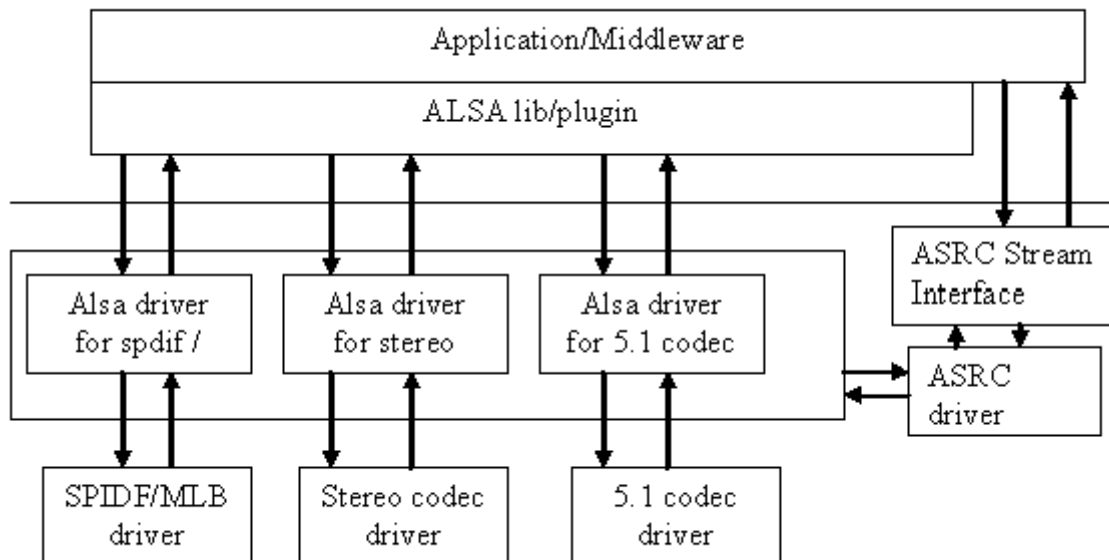 Application/Middleware
ALSA lib/plugin
ASRC Stream
Interface
Alsa driver
for spdif /
Alsa driver
for stereo
Alsa driver
for 5.1 codec
ASRC
driver
SPIDF/MLB
driver
Stereo codec
driver
5.1 codec
driver